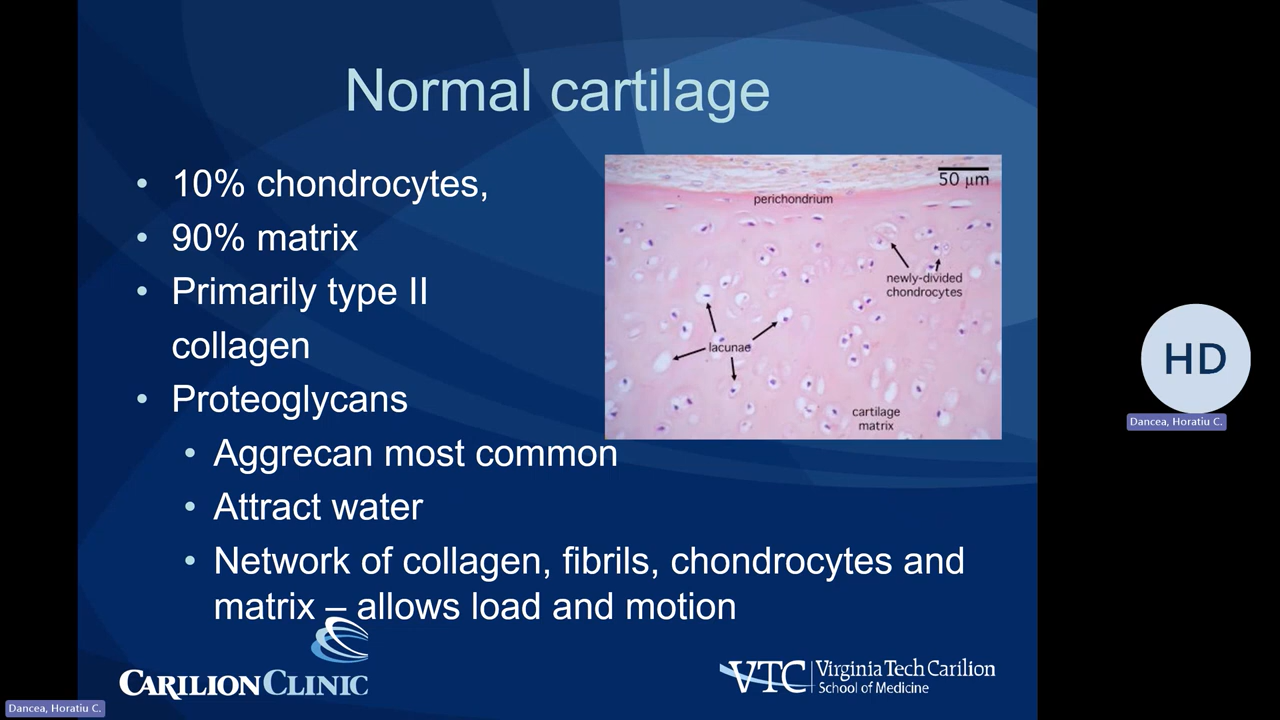 Normal cartilage
10% chondrocytes,
90% matrix
Primarily type II
collagen
Proteoglycans
Aggrecan most common
Attract water
Network of collagen, fibrils, chondrocytes and
matrix – allows load and motion
50 µm
perichondrium
newly-divided
chondrocytes
lacunae
cartilage
matrix
HD
Dancea, Horatiu C.
CARILION CLINIC
VTC
Virginia Tech Carilion
School of Medicine
Dancea, Horatiu C.